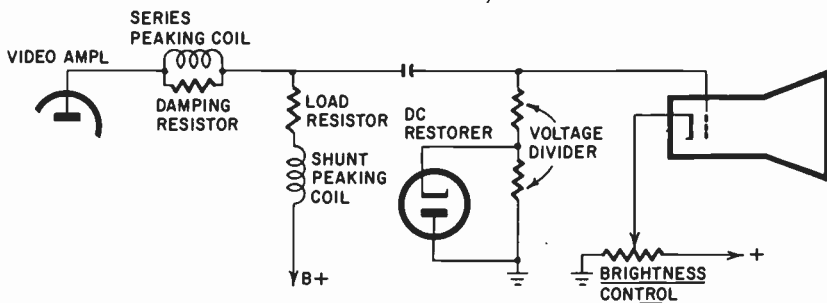 SERIES
PEAKING COIL
VIDEO AMPL
DAMPING
RESISTOR
LOAD
RESISTOR
SHUNT
PEAKING
COIL
B+
DC
RESTORER
VOLTAGE
DIVIDER
+
BRIGHTNESS
CONTROL